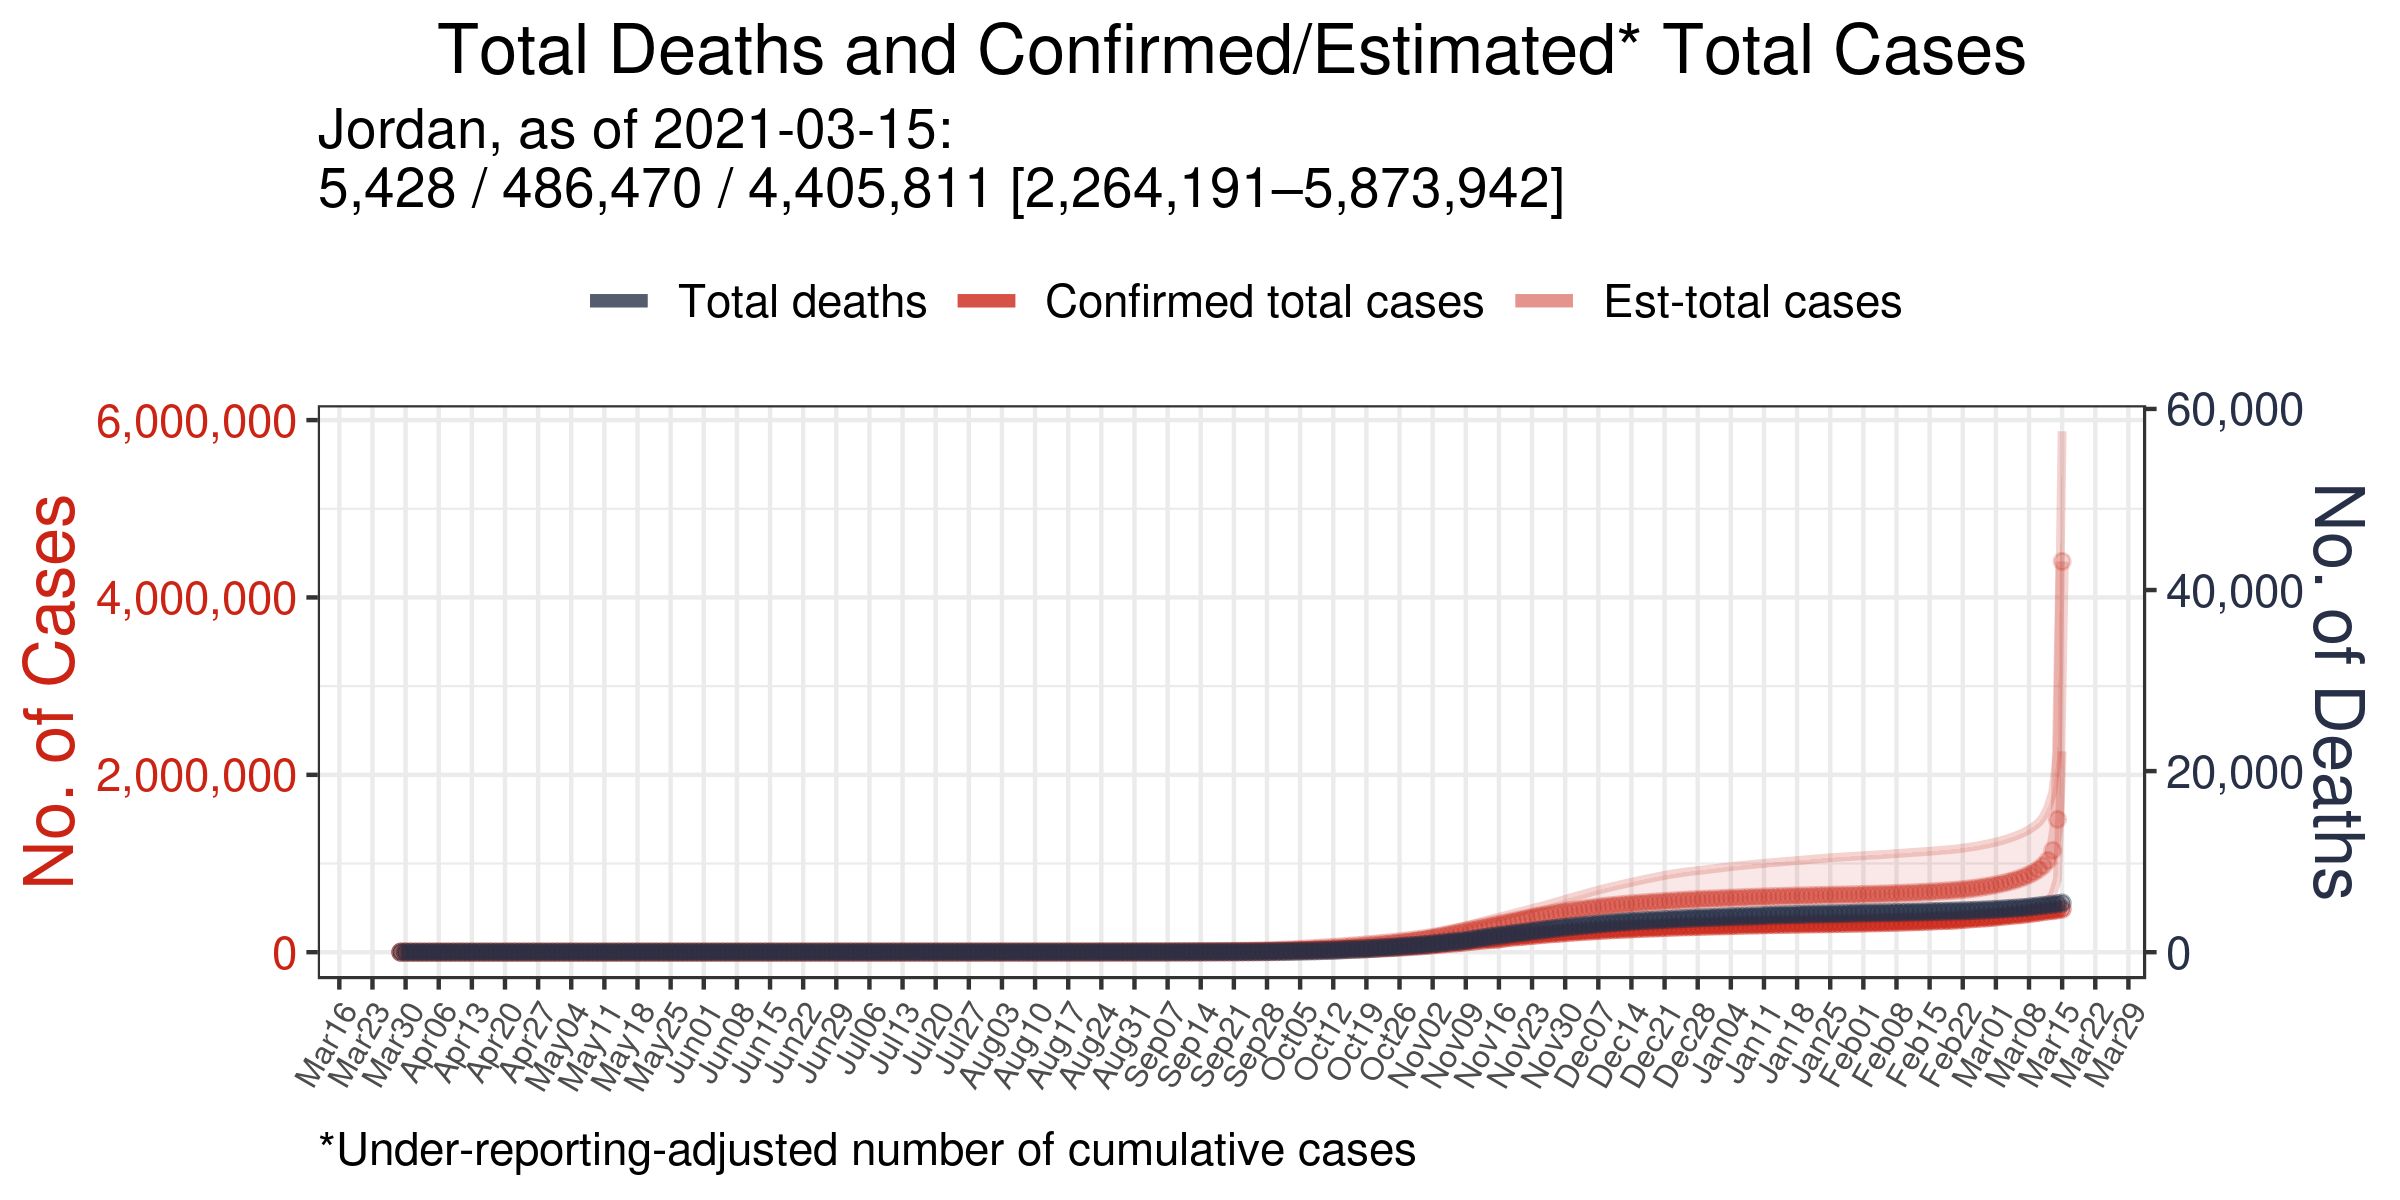 Total Deaths and Confirmed/Estimated* Total Cases
Jordan, as of 2021-03-15:
5,428 / 486,470 / 4,405,811 [2,264,191–5,873,942]
Total deaths
Confirmed total cases
Est-total cases
No. of Cases
6,000,000
4,000,000
2,000,000
0
60,000
40,000
20,000
0
No. of Deaths
Mar16
Mar23
Mar30
Apr06
Apr13
Apr20
Apr27
May04
May11
May18
May25
Jun01
Jun08
Jun15
Jun22
Jun29
Jul06
Jul13
Jul20
Jul27
Aug03
Aug10
Aug17
Aug24
Aug31
Sep07
Sep14
Sep21
Sep28
Oct05
Oct12
Oct19
Oct26
Nov02
Nov09
Nov16
Nov23
Nov30
Dec07
Dec14
Dec21
Dec28
Jan04
Jan11
Jan18
Jan25
Feb01
Feb08
Feb15
Feb22
Mar01
Mar08
Mar15
Mar22
Mar29
*Under-reporting-adjusted number of cumulative cases